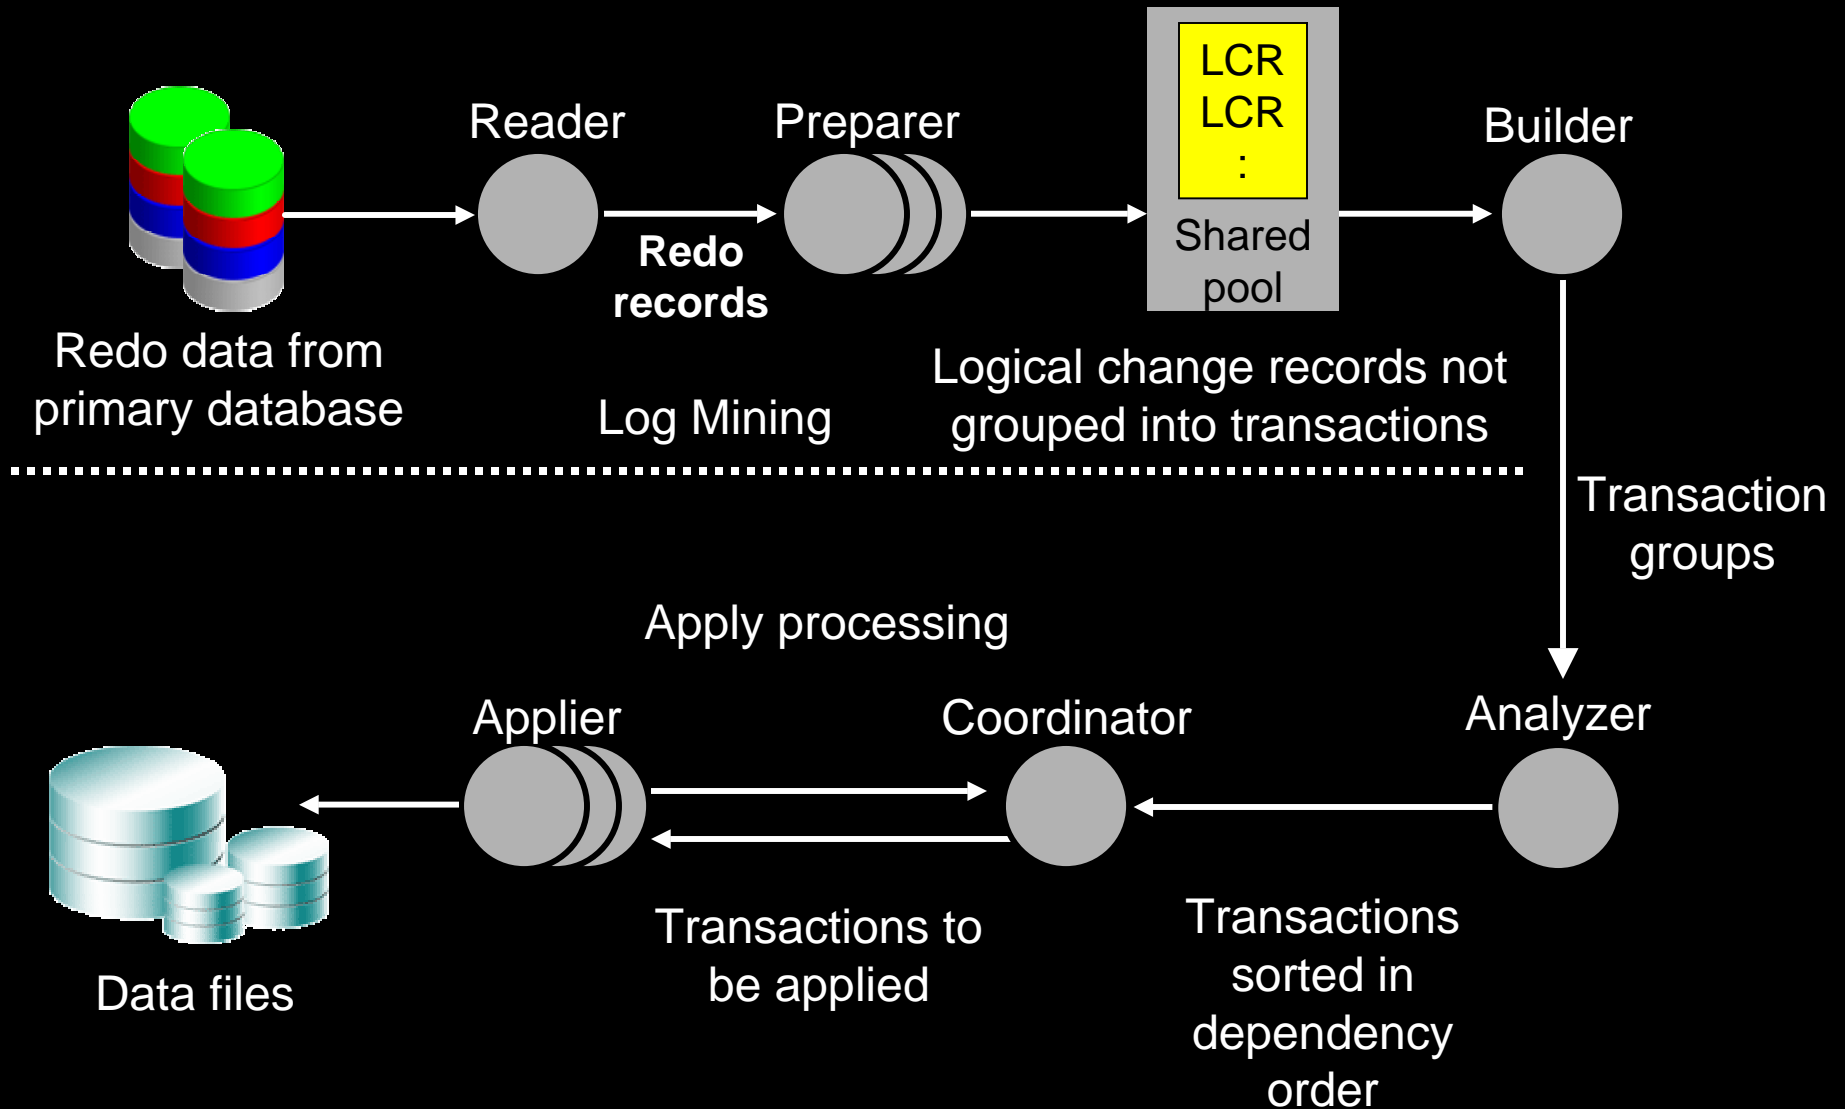 LCR
LCR
:
Shared
pool
Reader
Preparer
Builder
Redo
records
Redo data from
primary database
Log Mining
Logical change records not
grouped into transactions
Transaction
groups
Apply processing
Applier
Coordinator
Analyzer
Data files
Transactions to
be applied
Transactions
sorted in
dependency
order